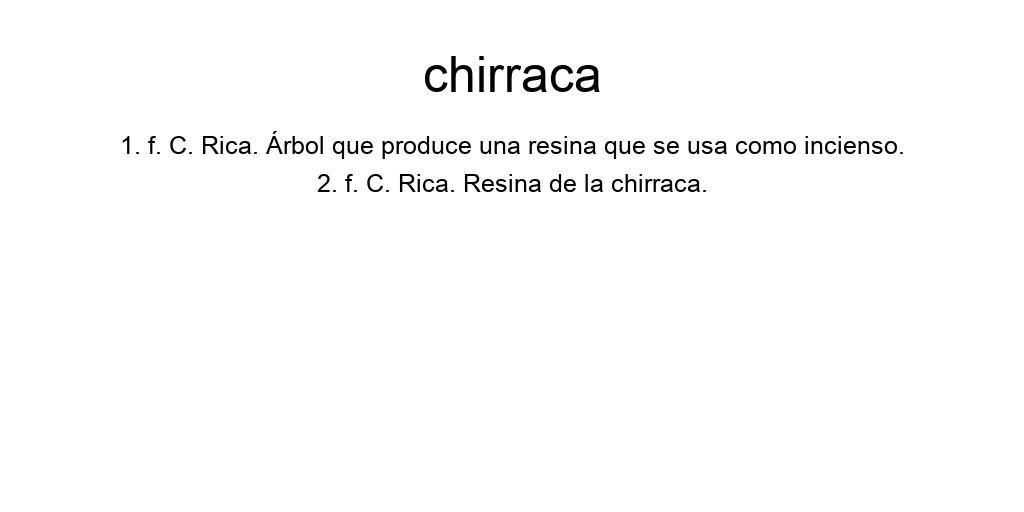 chirraca
1. f. C. Rica. Árbol que produce una resina que se usa como incienso.
2. f. C. Rica. Resina de la chirraca.